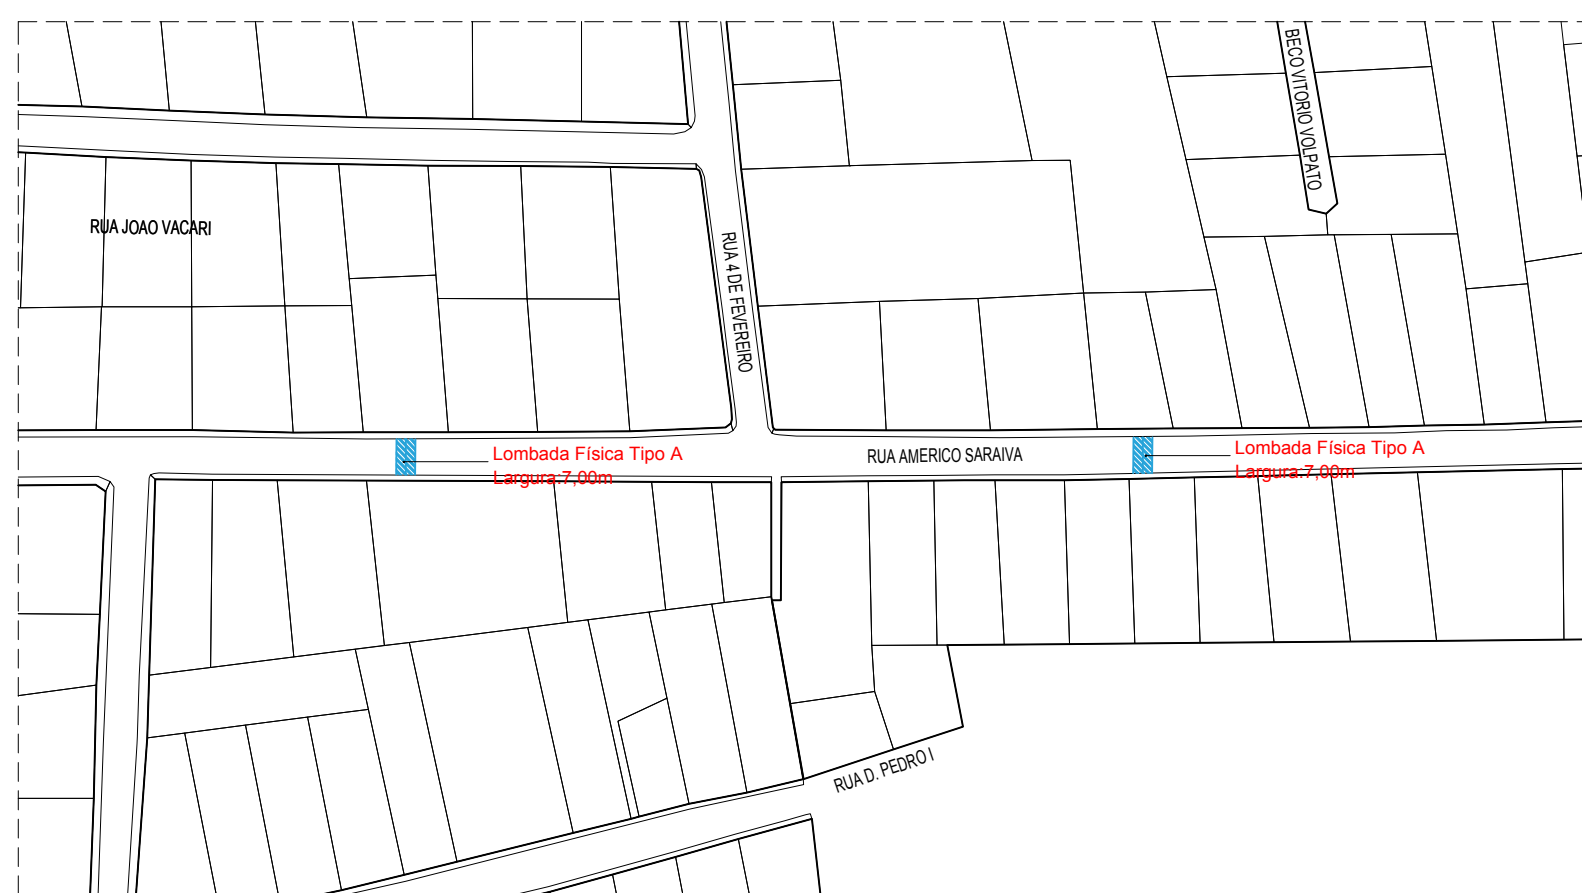 BECO VITORIO VOLPATO
RUA JOAO VACARI
RUA 4 DE FEVEREIRO
Lombada Física Tipo A
Largura:7,00m
RUA AMERICO SARAIVA
Lombada Física Tipo A
Largura:7,00m
RUA D. PEDRO I